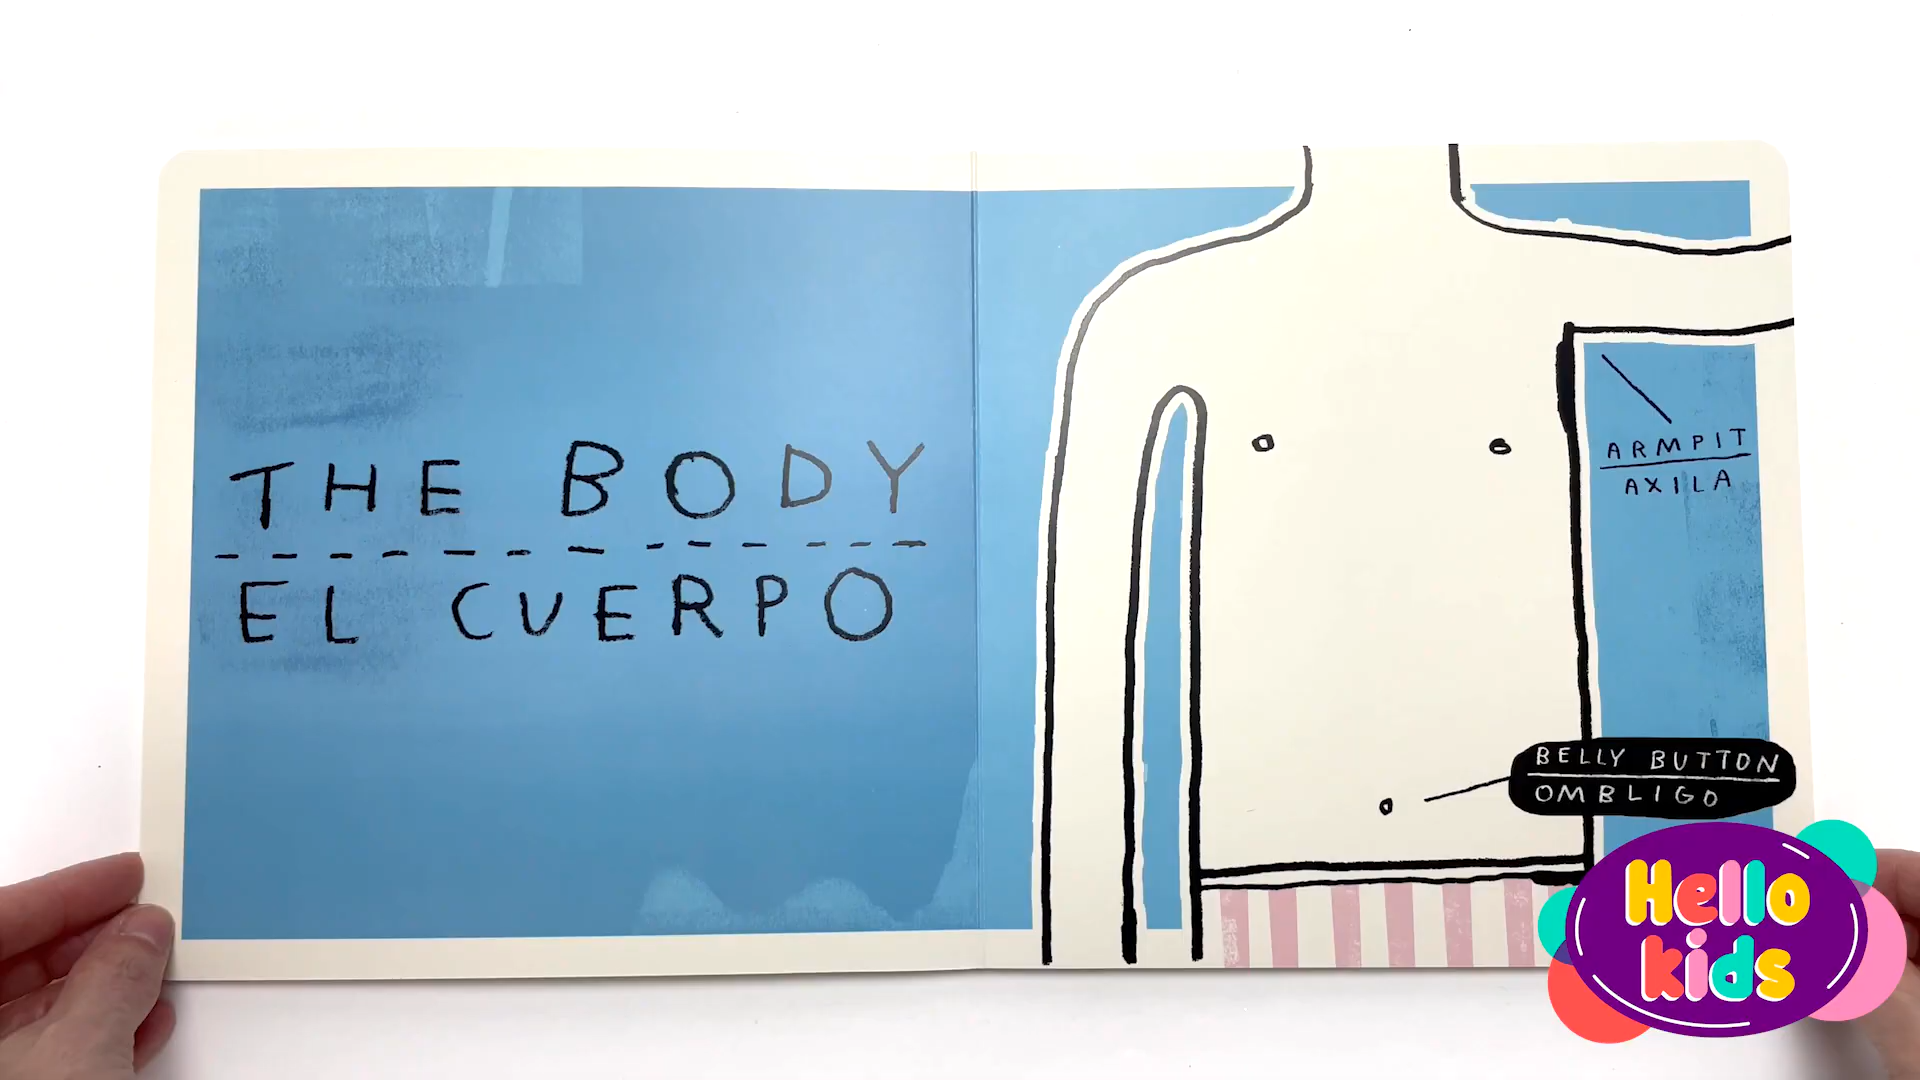 THE BODY
EL CUERPO
ARMPIT
AXILA
BELLY BUTTON
OMBLIGO
Hello
kids